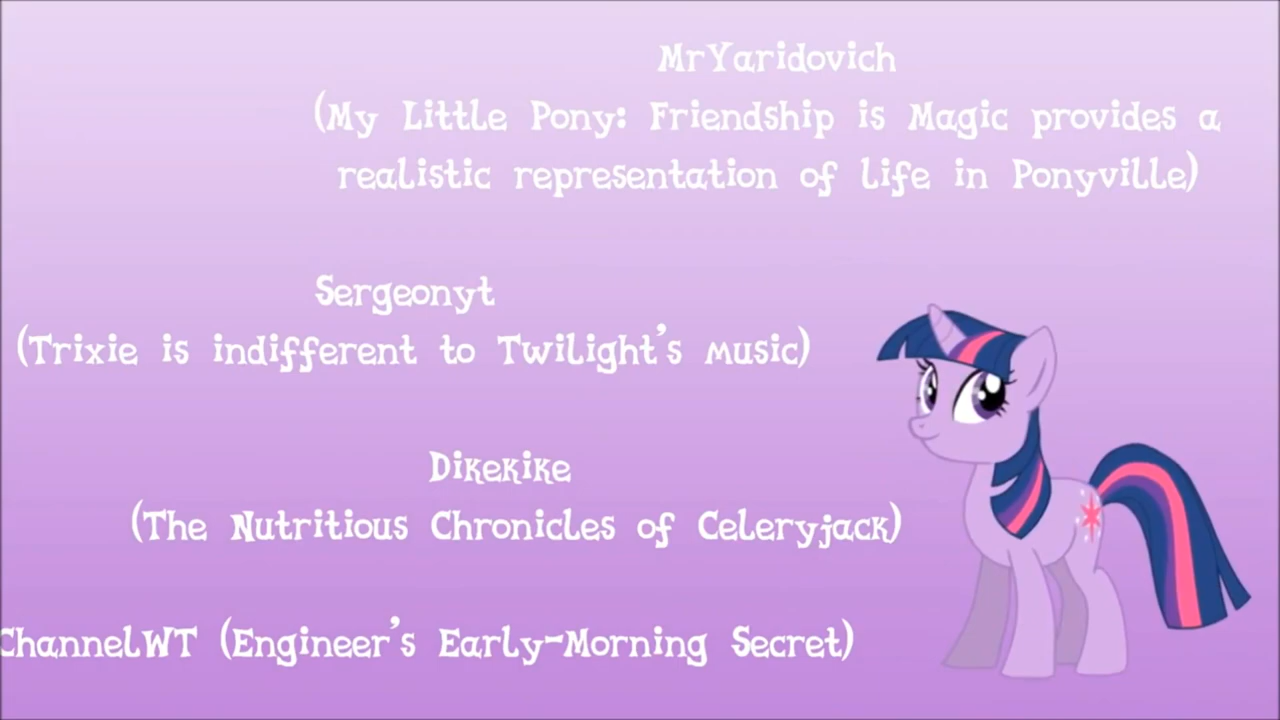 MrYaridovich
(My Little Pony: Friendship is Magic provides a
realistic representation of life in Ponyville)
Sergeonyt
(Trixie is indifferent to Twilight's music)
Dikekike
(The Nutritious Chronicles of Celeryjack)
ChannelWT (Engineer's Early-Morning Secret)